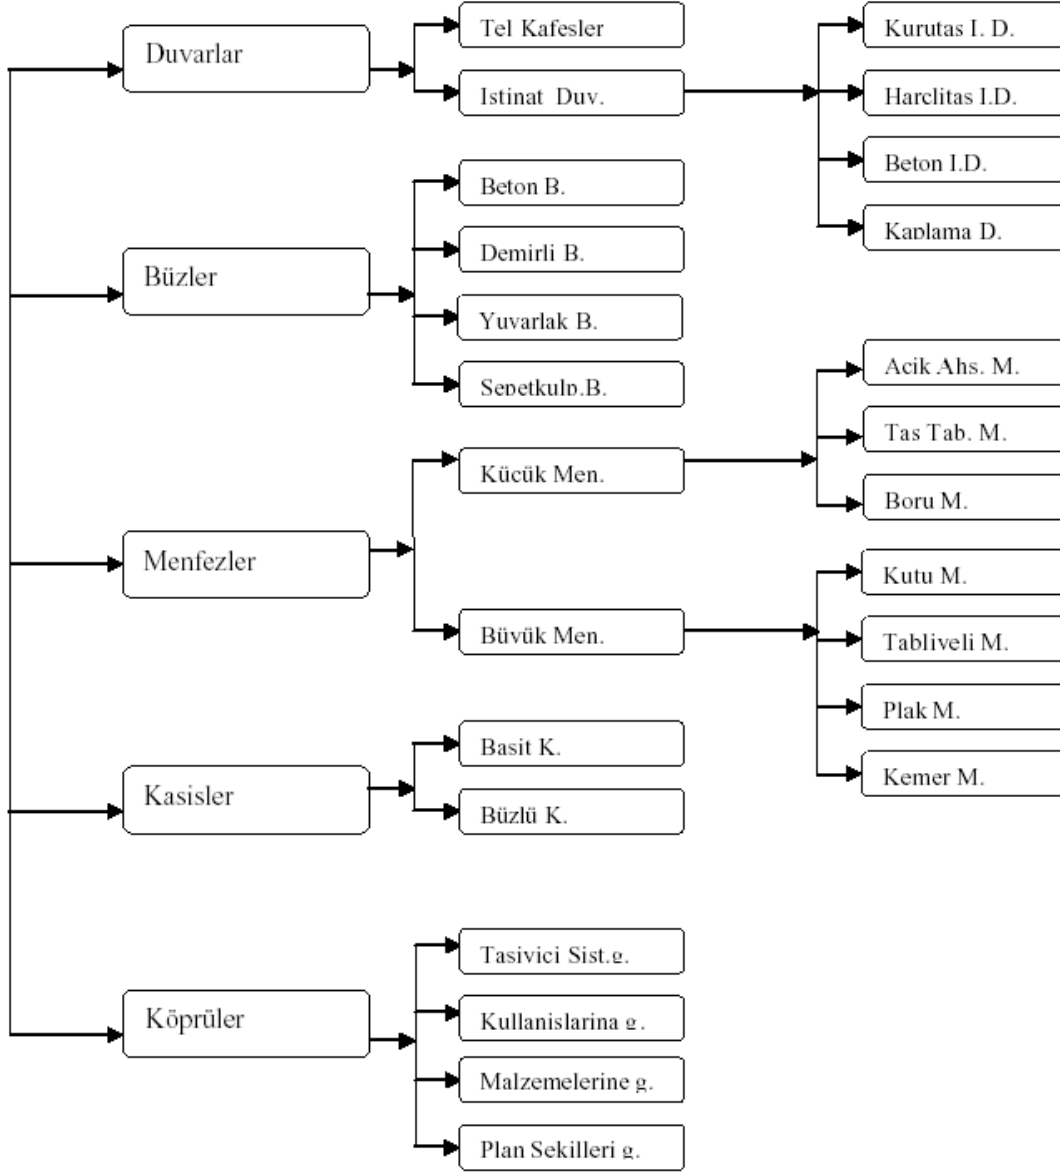 Duvarlar
Tel Kafesler
Istinat Duv.
Kurutas I. D.
Harclitas I.D.
Beton I.D.
Kaplama D.
Büzler
Beton B.
Demirli B.
Yuvarlak B.
Sepetkulp.B.
Menfezler
Kücük Men.
Acik Ahs. M.
Tas Tab. M.
Boru M.
Büyük Men.
Kutu M.
Tabliyeli M.
Plak M.
Kemer M.
Kasisler
Basit K.
Büzlü K.
Köprüler
Tasiyici Sist.g.
Kullanislarina g.
Malzemelerine g.
Plan Sekilleri g.